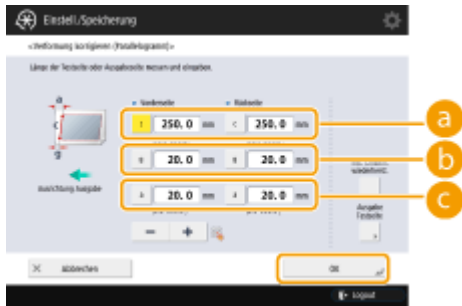 Einstell./Speicherung
<Verformung korrigieren (Parallelogramm)>
Länge der Testseite oder Ausgabeseite messen und eingeben.
a
c
g
Vorderseite
Rückseite
250.0 mm
c 250.0 mm
a
g 20.0 mm
g 20.0 mm
b
a 20.0 mm
a 20.0 mm
c
Ausrichtung Ausgabe
Ausgabe
Testseite
Abbrechen
OK
Logout